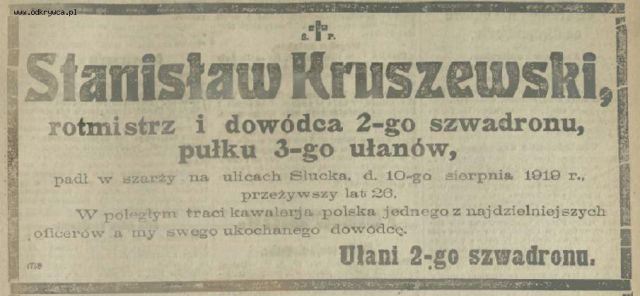 www.odkrywca.pl
Ś. P.
Stanisław Kruszewski,
rotmistrz i dowódca 2-go szwadronu,
pułku 3-go ułanów,
padł w szarży na ulicach Słucka, d. 10-go sierpnia 1919 r.,
przeżywszy lat 26.
W poległym traci kawalerja polska jednego z najdzielniejszych
oficerów a my swego ukochanego dowódcę.
Ułani 2-go szwadronu.